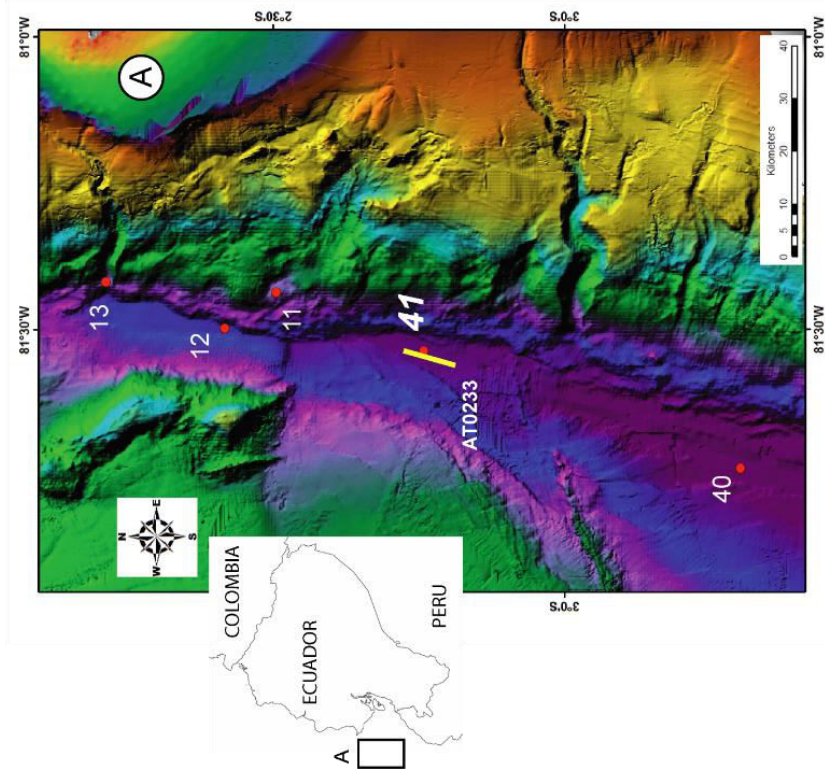 2°30'S
3°0'S
81°0'W
81°0'W
A
13
12
11
81°30'W
81°30'W
41
AT0233
40
N
W
E
S
40
30
20
10
5
0
Kilometers
3°0'S
COLOMBIA
ECUADOR
PERU
A